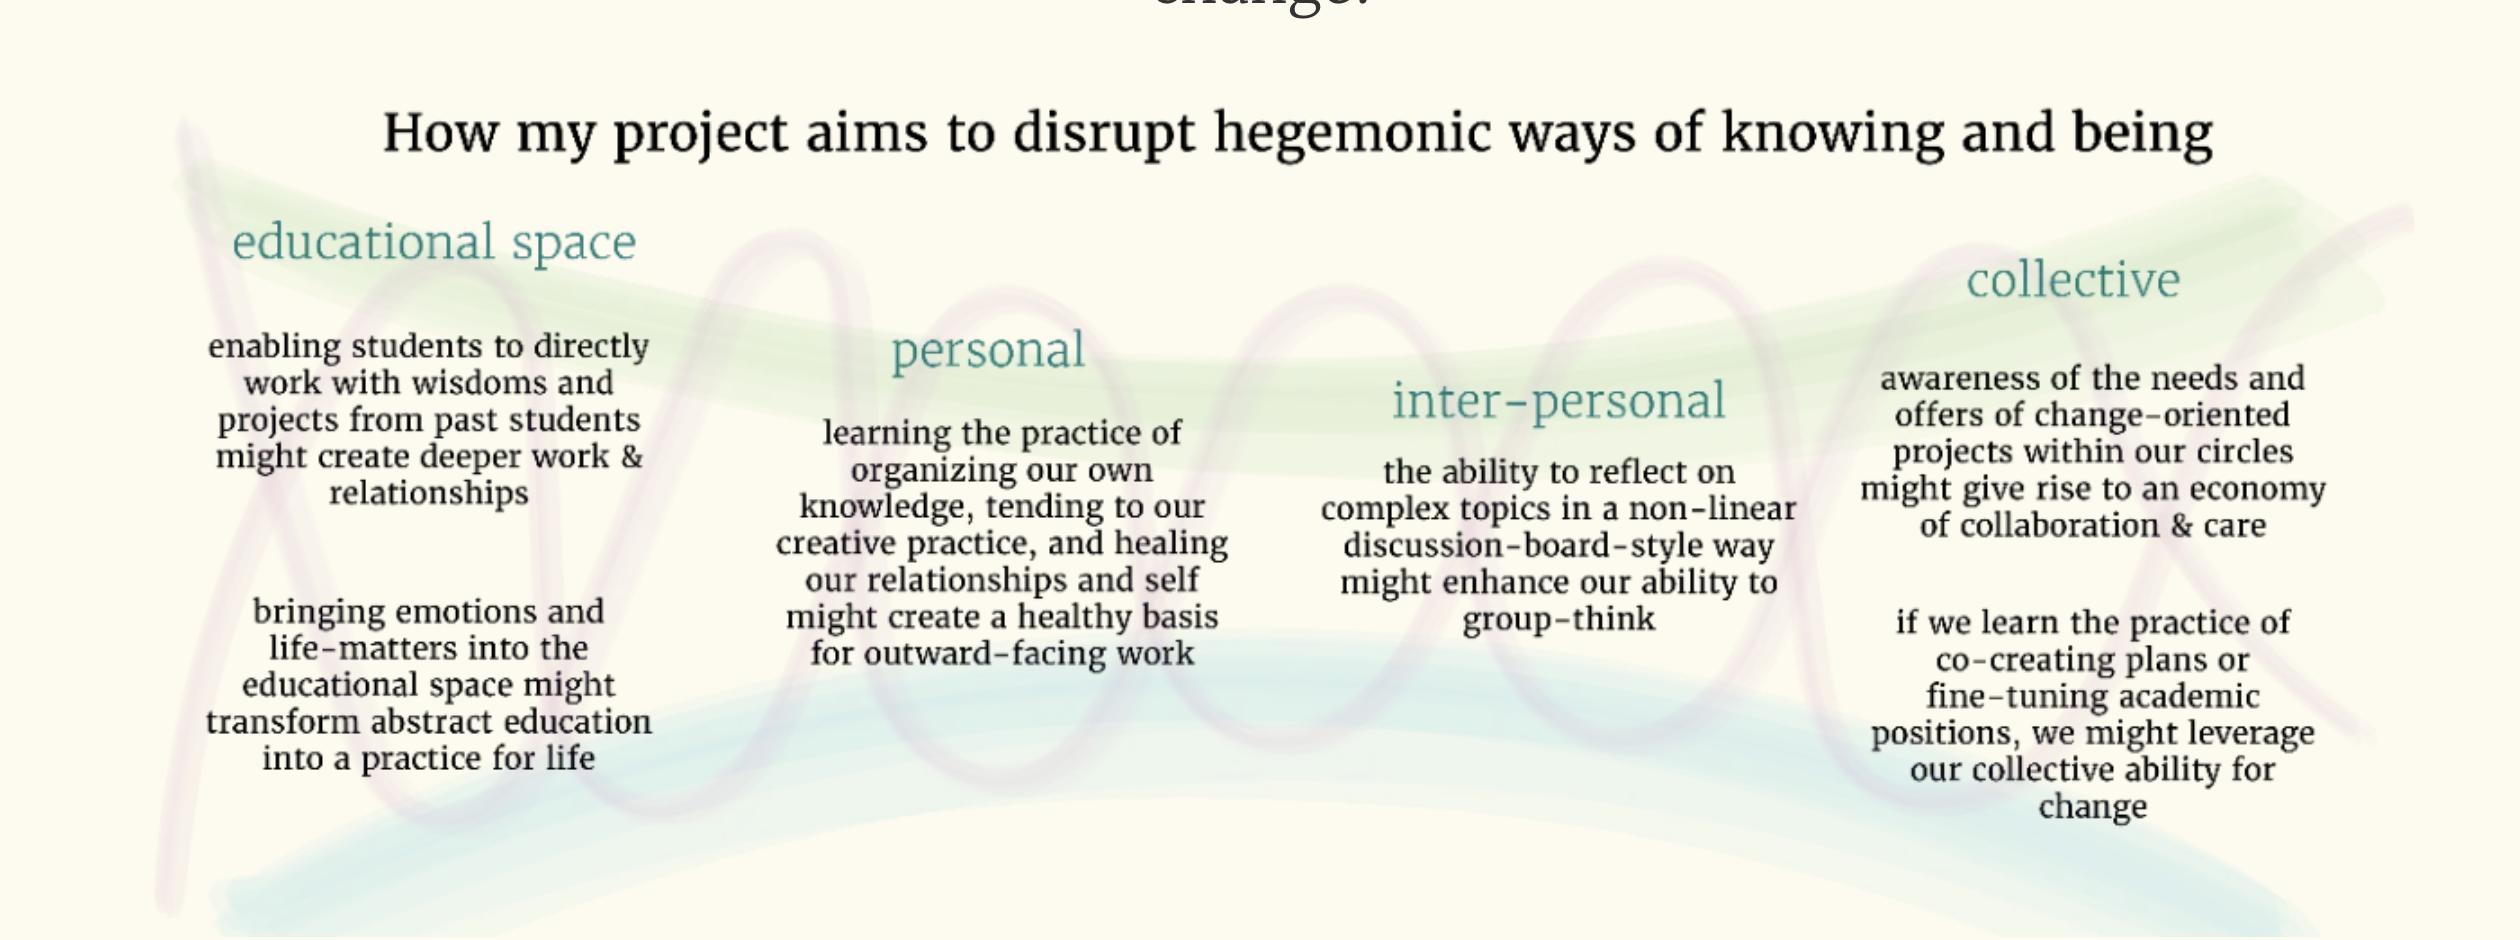 change.
How my project aims to disrupt hegemonic ways of knowing and being
educational space
enabling students to directly
work with wisdoms and
projects from past students
might create deeper work &
relationships
bringing emotions and
life-matters into the
educational space might
transform abstract education
into a practice for life
personal
learning the practice of
organizing our own
knowledge, tending to our
creative practice, and healing
our relationships and self
might create a healthy basis
for outward-facing work
inter-personal
the ability to reflect on
complex topics in a non-linear
discussion-board-style way
might enhance our ability to
group-think
collective
awareness of the needs and
offers of change-oriented
projects within our circles
might give rise to an economy
of collaboration & care
if we learn the practice of
co-creating plans or
fine-tuning academic
positions, we might leverage
our collective ability for
change